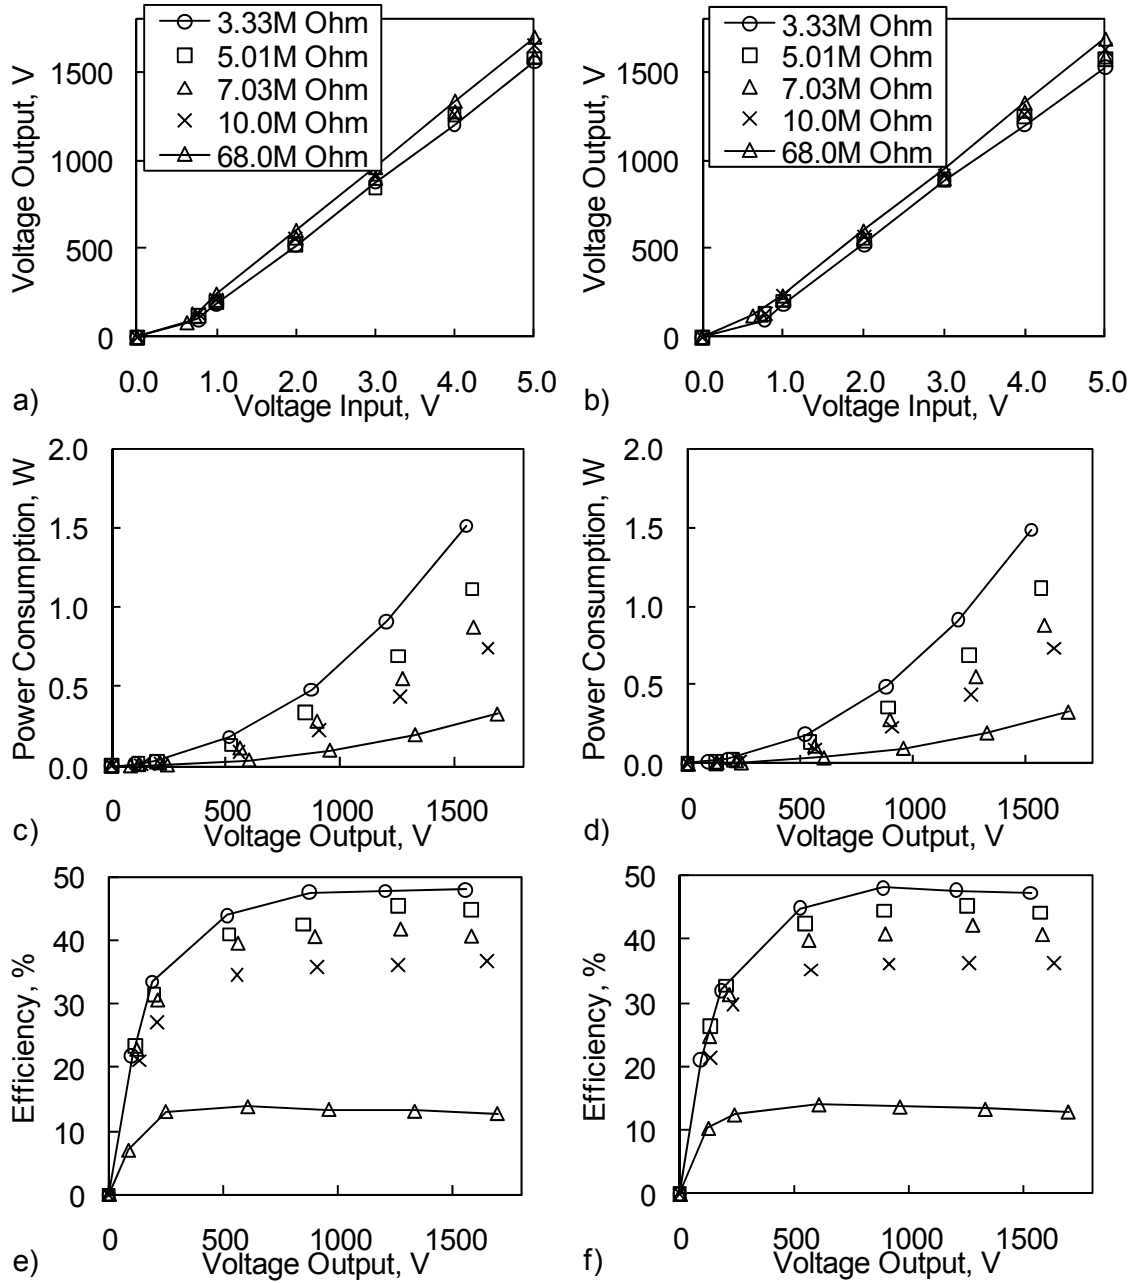 3.33M Ohm
5.01M Ohm
7.03M Ohm
10.0M Ohm
68.0M Ohm
Voltage Output, V
1500
1000
500
0
0.0 1.0 2.0 3.0 4.0 5.0
Voltage Input, V
a)
3.33M Ohm
5.01M Ohm
7.03M Ohm
10.0M Ohm
68.0M Ohm
Voltage Output, V
1500
1000
500
0
0.0 1.0 2.0 3.0 4.0 5.0
Voltage Input, V
b)
Power Consumption, W
2.0
1.5
1.0
0.5
0.0
0 500 1000 1500
Voltage Output, V
c)
Power Consumption, W
2.0
1.5
1.0
0.5
0.0
0 500 1000 1500
Voltage Output, V
d)
Efficiency, %
50
40
30
20
10
0
0 500 1000 1500
Voltage Output, V
e)
Efficiency, %
50
40
30
20
10
0
0 500 1000 1500
Voltage Output, V
f)